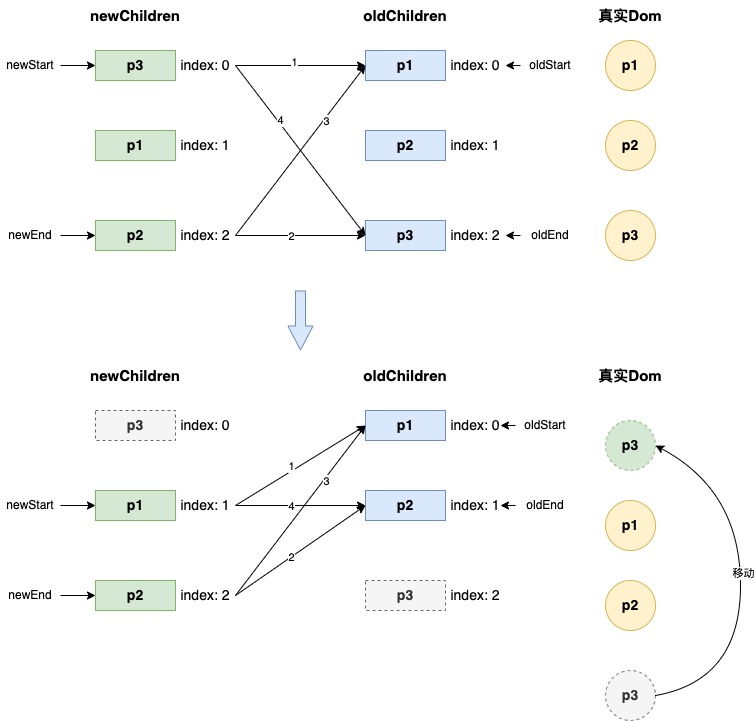 newChildren oldChildren 真实Dom
newStart p3 index: 0 1 p1 index: 0 oldStart p1
4 3
p1 index: 1 p2 index: 1 p2
newEnd p2 index: 2 2 p3 index: 2 oldEnd p3
newChildren oldChildren 真实Dom
p3 index: 0 p1 index: 0 oldStart p3
1
3
newStart p1 index: 1 4 p2 index: 1 oldEnd p1
2
移动
newEnd p2 index: 2 p3 index: 2 p2
p3